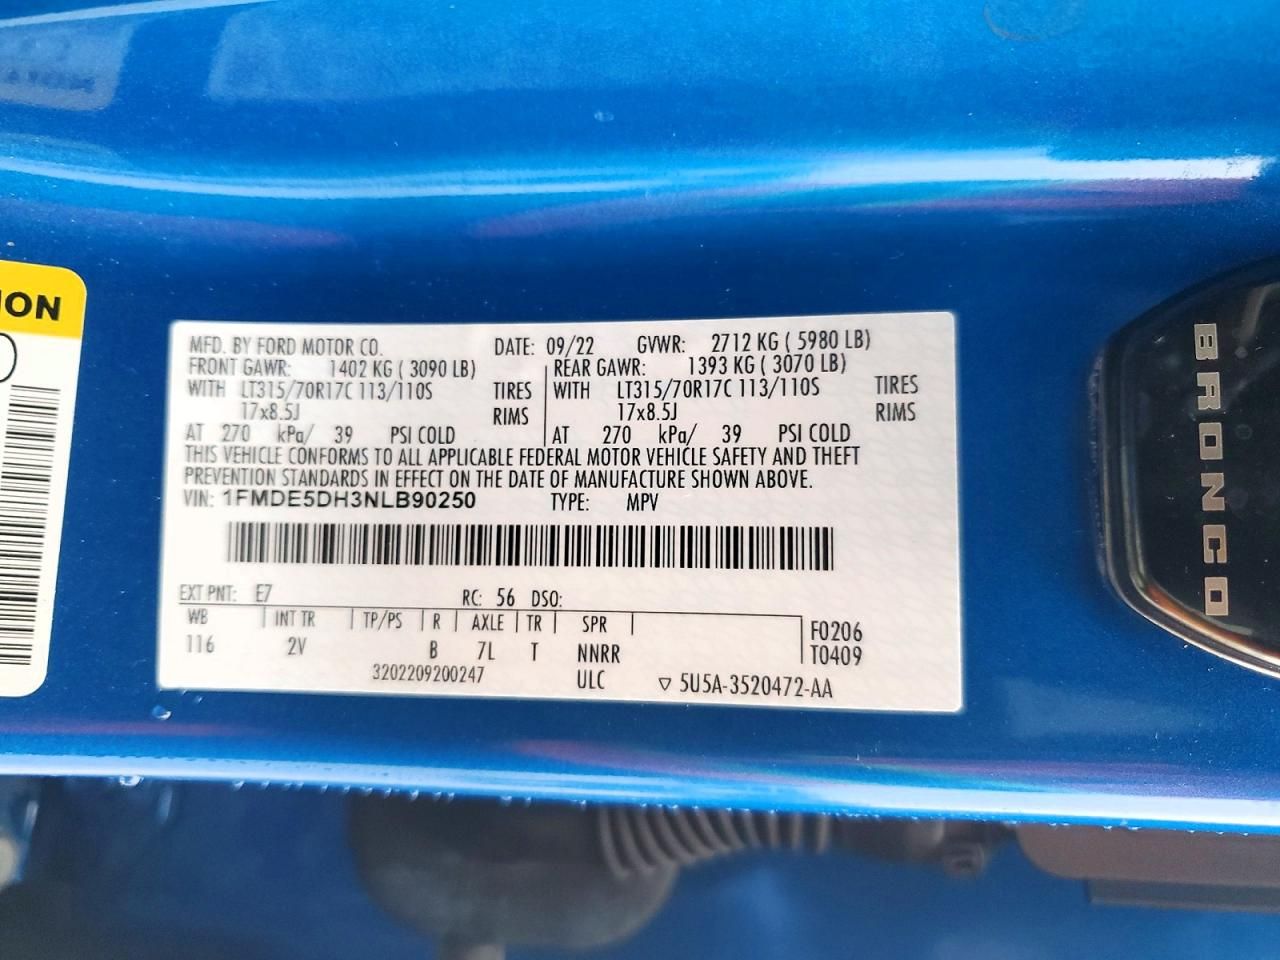 ION
MFD. BY FORD MOTOR CO. DATE: 09/22 GVWR: 2712 KG ( 5980 LB)
FRONT GAWR: 1402 KG ( 3090 LB) REAR GAWR: 1393 KG ( 3070 LB)
WITH LT315/70R17C 113/110S TIRES WITH LT315/70R17C 113/110S TIRES
17x8.5J RIMS 17x8.5J RIMS
AT 270 kPa/ 39 PSI COLD AT 270 kPa/ 39 PSI COLD
THIS VEHICLE CONFORMS TO ALL APPLICABLE FEDERAL MOTOR VEHICLE SAFETY AND THEFT
PREVENTION STANDARDS IN EFFECT ON THE DATE OF MANUFACTURE SHOWN ABOVE.
VIN: 1FMDE5DH3NLB90250 TYPE: MPV
EXT PNT: E7 RC: 56 DSO:
WB INT TR TP/PS R AXLE TR SPR F0206
116 2V B 7L T NNRR T0409
3202209200247 ULC ▽ 5U5A-3520472-AA
BRONCO